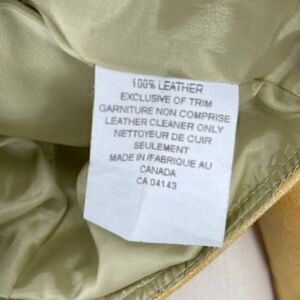 100% LEATHER
EXCLUSIVE OF TRIM
GARNITURE NON COMPRISE
LEATHER CLEANER ONLY
NETTOYEUR DE CUIR
SEULEMENT
MADE IN/FABRIQUE AU
CANADA
CA 04143